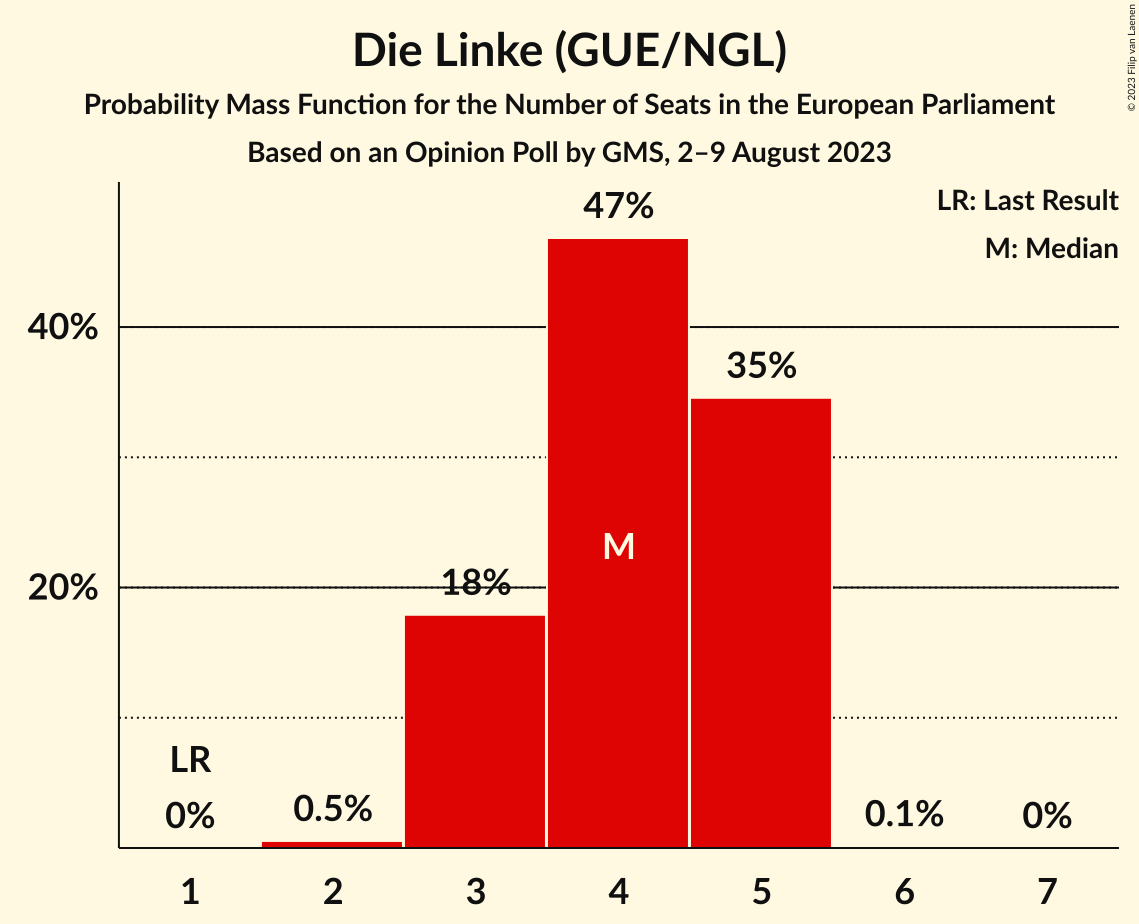 Die Linke (GUE/NGL)
Probability Mass Function for the Number of Seats in the European Parliament
Based on an Opinion Poll by GMS, 2–9 August 2023
© 2023 Filip van Laenen
LR: Last Result
M: Median
47%
40%
35%
M
20%
18%
LR
0%
0.5%
0.1%
0%
1 2 3 4 5 6 7